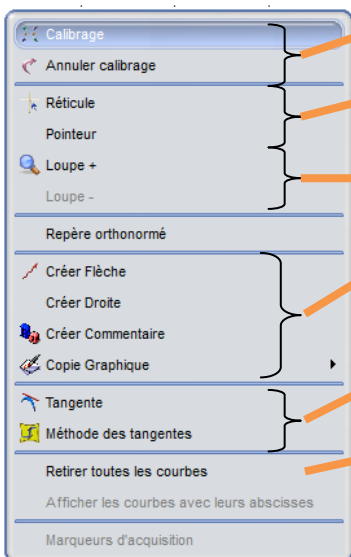 Calibrage
Annuler calibrage
Réticule
Pointeur
Loupe +
Loupe -
Repère orthonormé
Créer Flèche
Créer Droite
Créer Commentaire
Copie Graphique
Tangente
Méthode des tangentes
Retirer toutes les courbes
Afficher les courbes avec leurs abscisses
Marqueurs d'acquisition